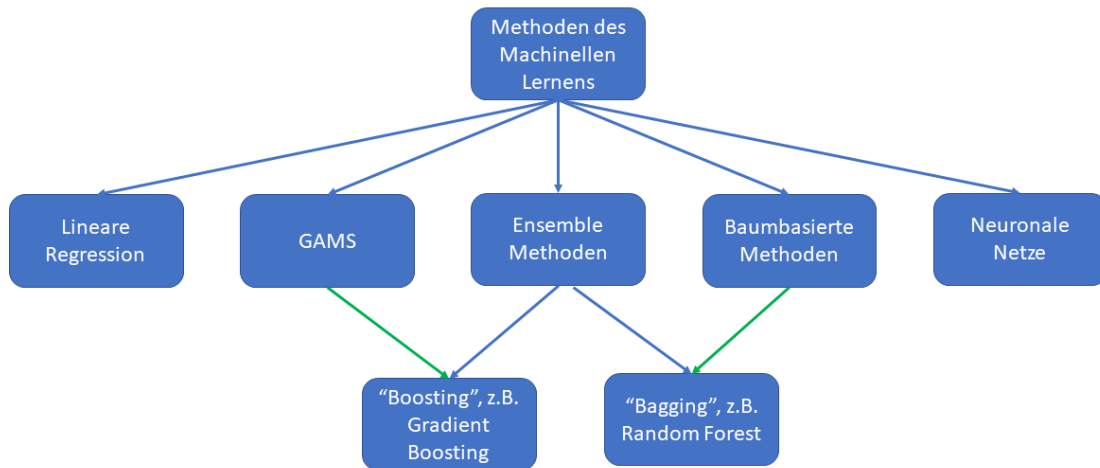 Methoden des
Machinellen
Lernens
Lineare
Regression
GAMS
Ensemble
Methoden
Baumbasierte
Methoden
Neuronale
Netze
“Boosting”, z.B.
Gradient
Boosting
“Bagging”, z.B.
Random Forest